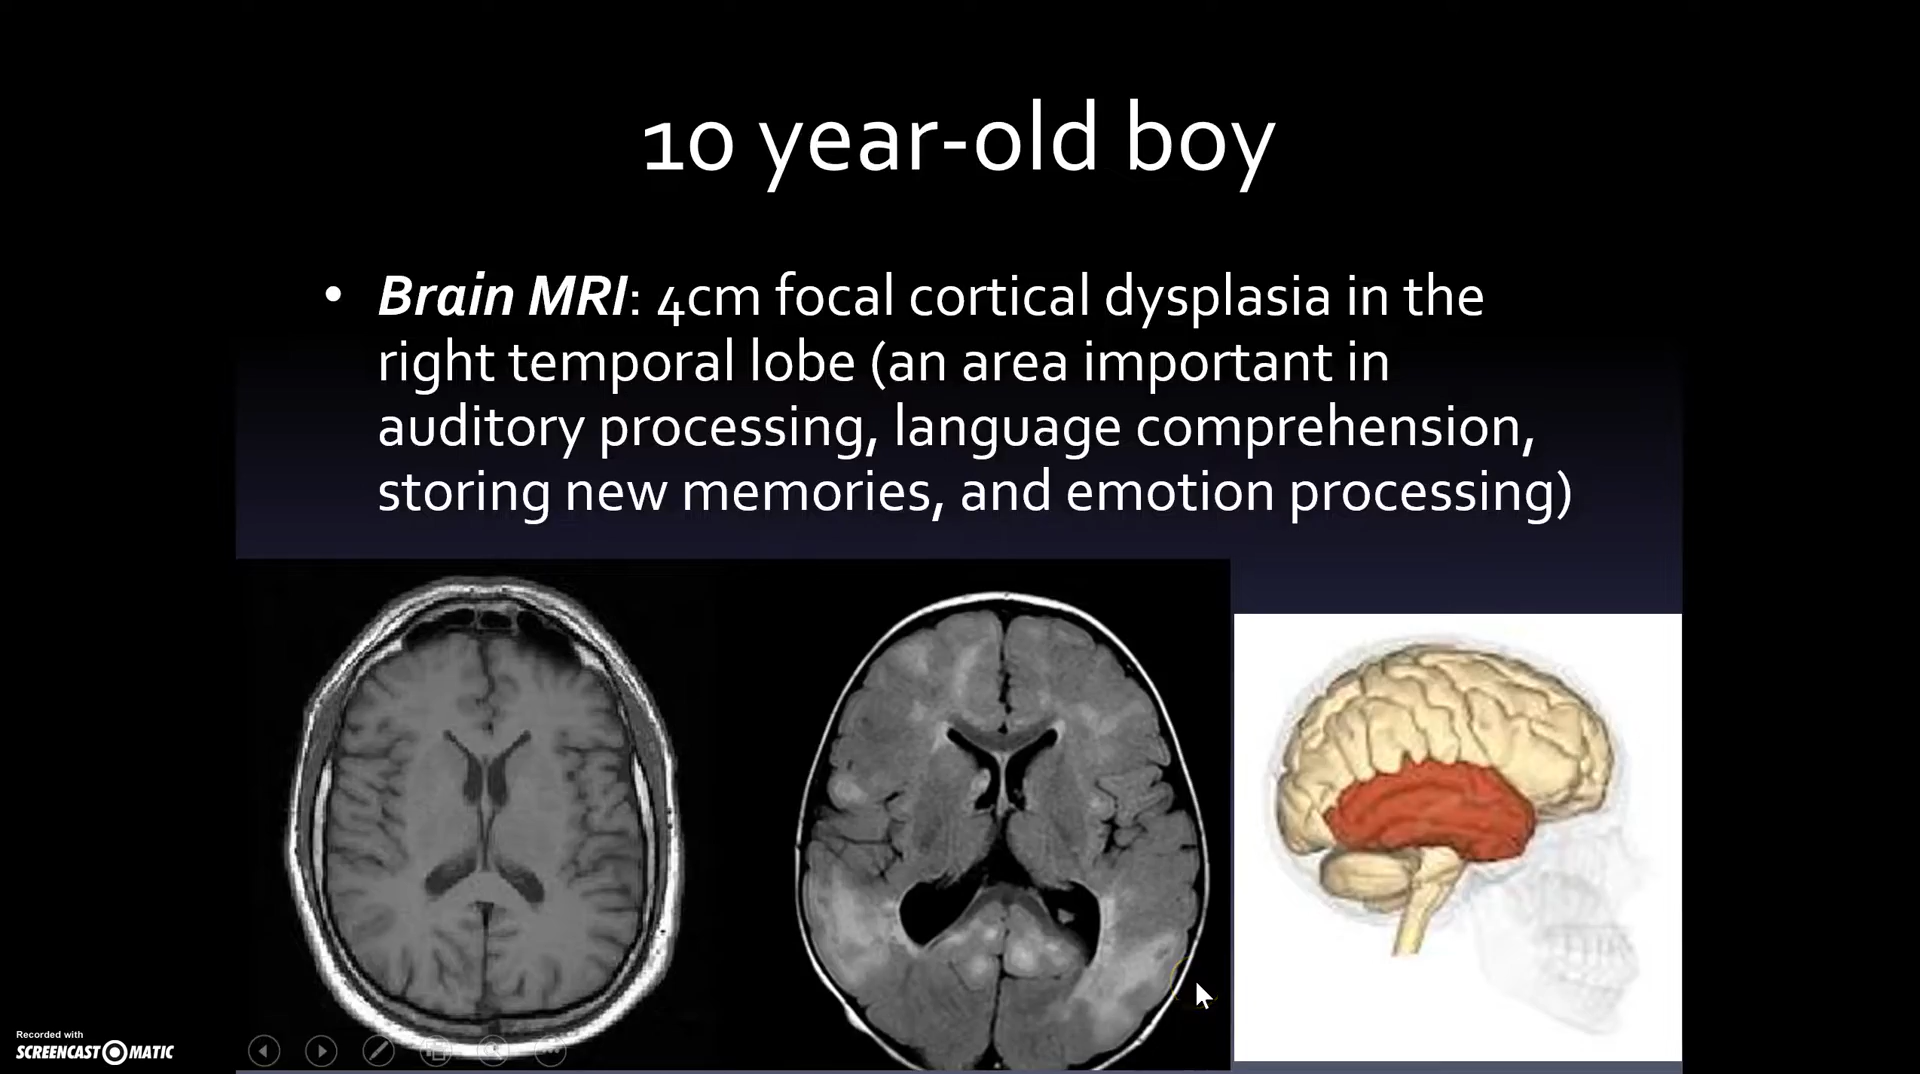 10 year-old boy
• Brain MRI: 4cm focal cortical dysplasia in the
right temporal lobe (an area important in
auditory processing, language comprehension,
storing new memories, and emotion processing)
Recorded with
SCREENCAST MATIC